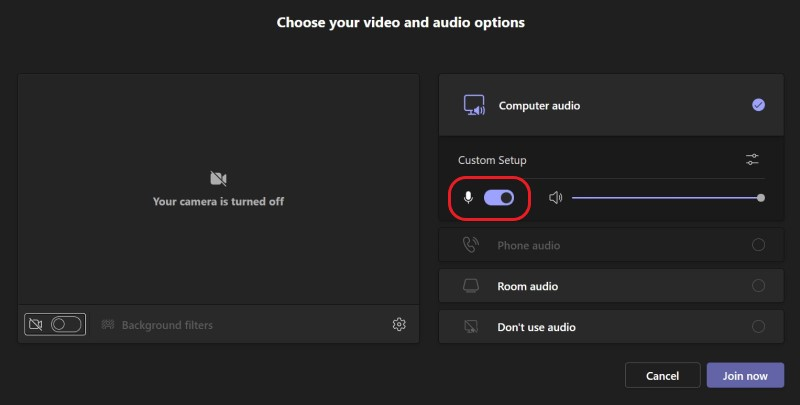 Choose your video and audio options
Your camera is turned off
Background filters
Computer audio
Custom Setup
Phone audio
Room audio
Don't use audio
Cancel
Join now